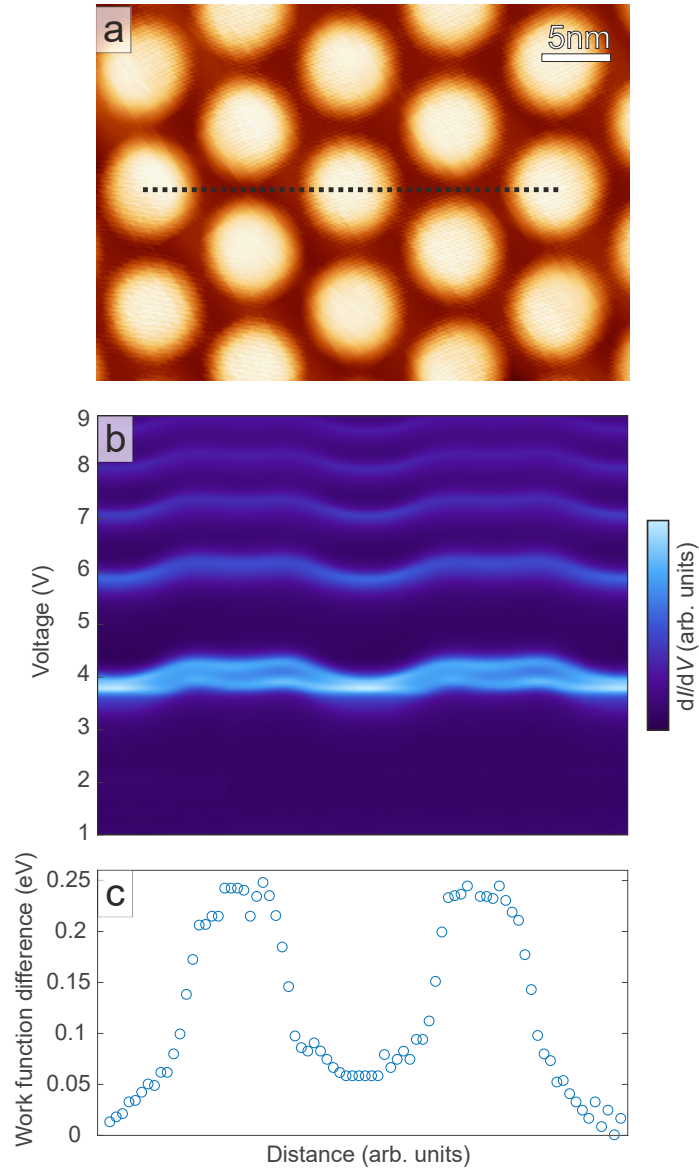 a
5nm
b
9
8
7
6
5
4
3
2
1
Voltage (V)
dI/dV (arb. units)
c
0.25
0.2
0.15
0.1
0.05
0
Work function difference (eV)
Distance (arb. units)